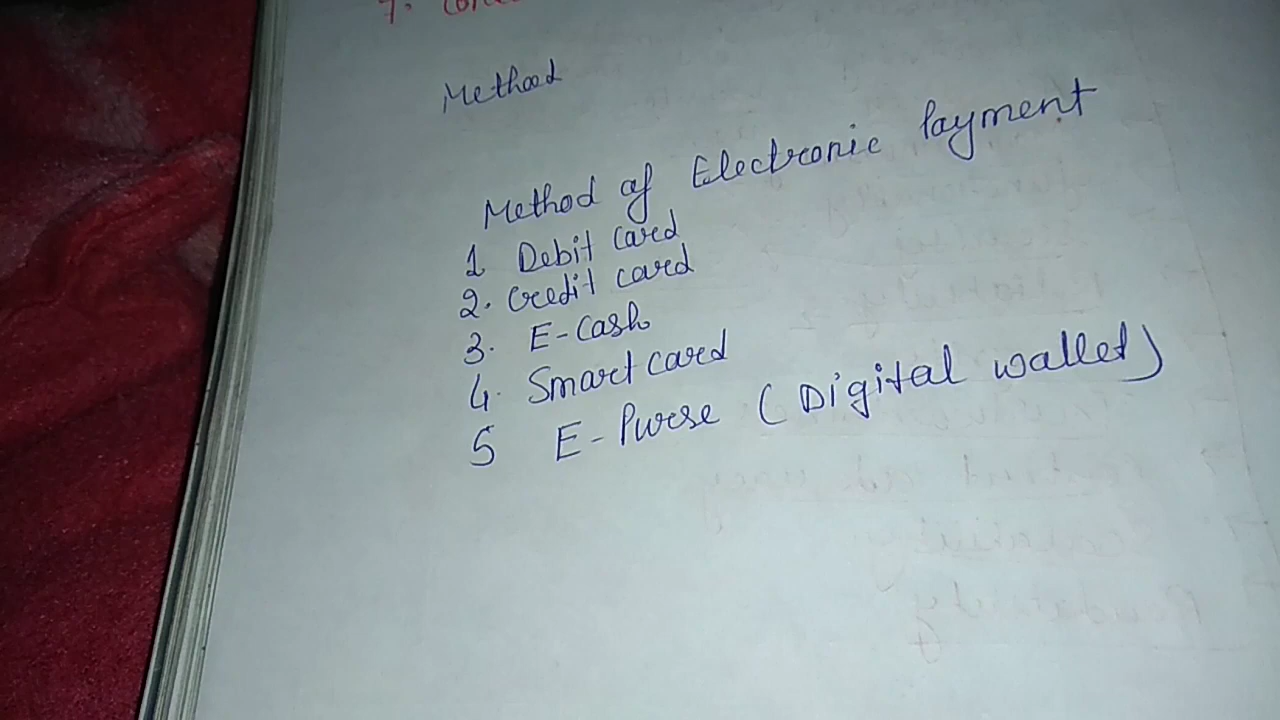 7.
Method
Method of Electronic Payment
1 Debit Card
2. Credit card
3. E-Cash
4. Smart card
5 E-Purse (Digital wallet)